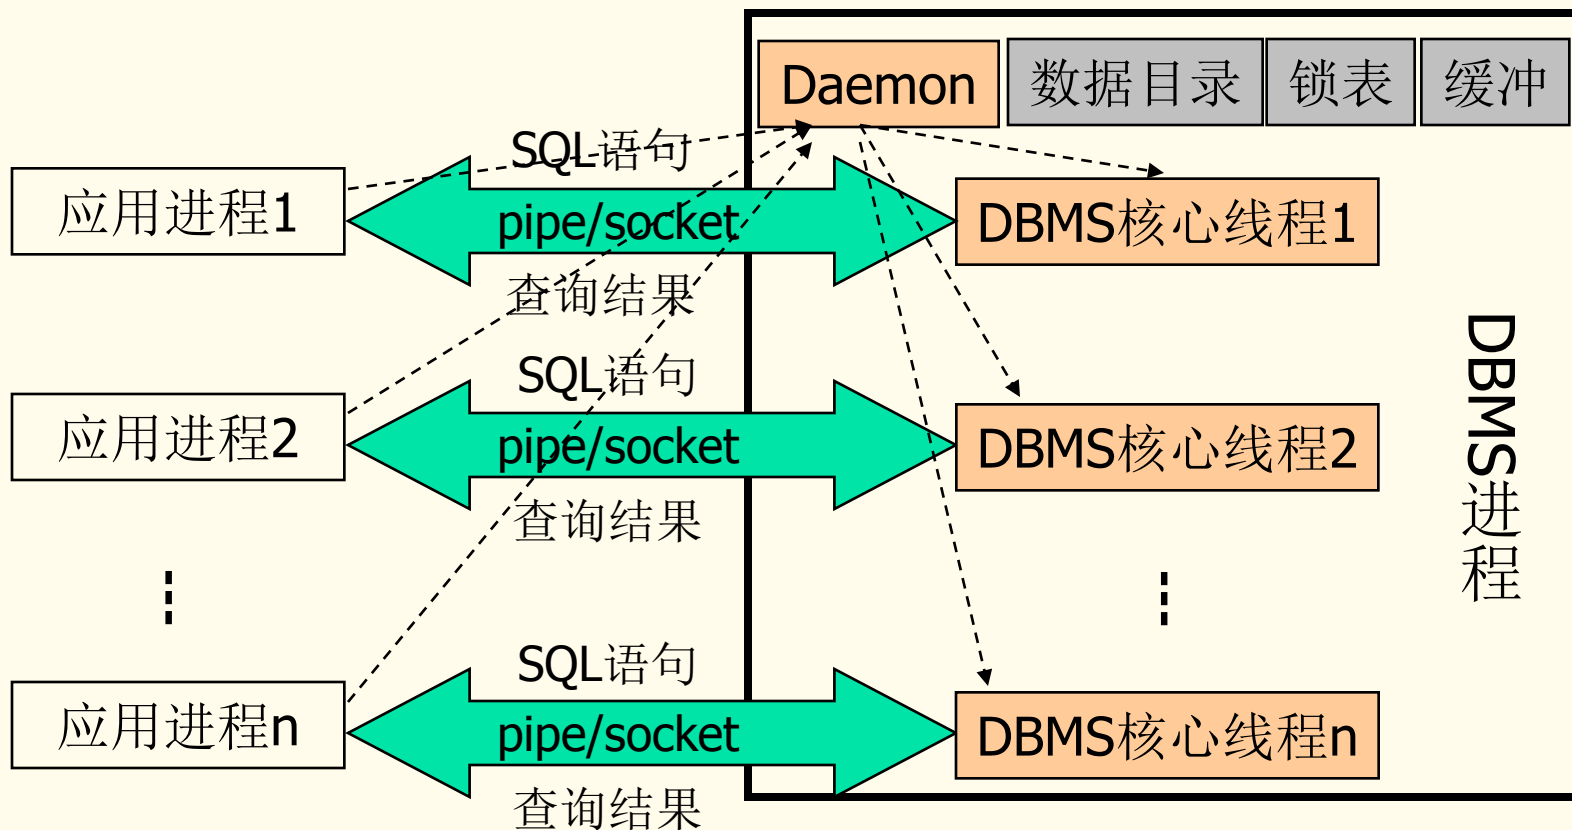 Daemon
数据目录
锁表
缓冲
SQL语句
应用进程1
pipe/socket
DBMS核心线程1
查询结果
SQL语句
应用进程2
pipe/socket
DBMS核心线程2
查询结果
DBMS进程
SQL语句
应用进程n
pipe/socket
DBMS核心线程n
查询结果